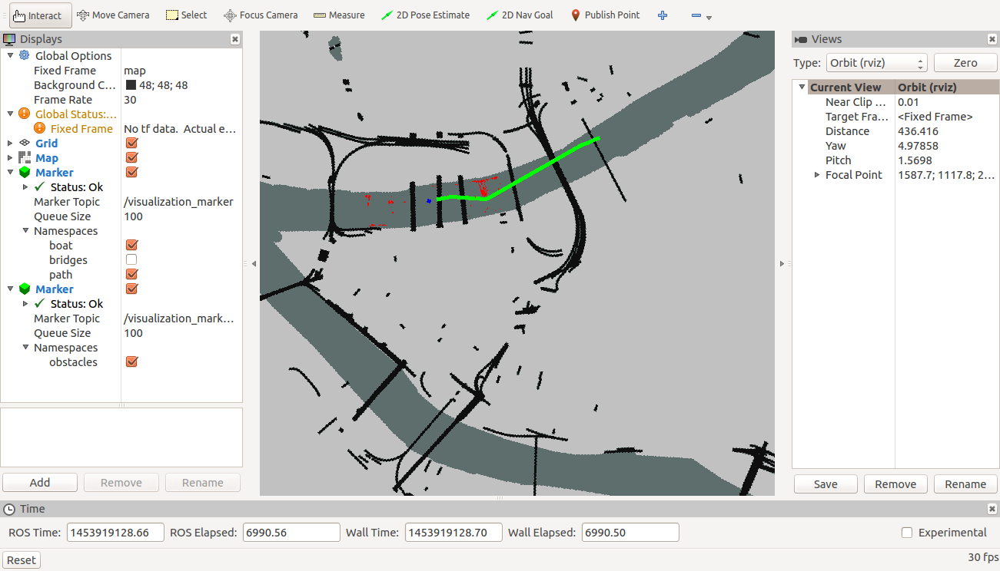 Interact Move Camera Select Focus Camera Measure 2D Pose Estimate 2D Nav Goal Publish Point
Displays
Global Options
Fixed Frame map
Background C... 48; 48; 48
Frame Rate 30
Global Status:...
Fixed Frame No tf data. Actual e...
Grid
Map
Marker
Status: Ok
Marker Topic /visualization_marker
Queue Size 100
Namespaces
boat
bridges
path
Marker
Status: Ok
Marker Topic /visualization_mark...
Queue Size 100
Namespaces
obstacles
Add Remove Rename
Views
Type: Orbit (rviz) Zero
Current View Orbit (rviz)
Near Clip ... 0.01
Target Fra... <Fixed Frame>
Distance 436.416
Yaw 4.97858
Pitch 1.5698
Focal Point 1587.7; 1117.8; 2...
Save Remove Rename
Time
ROS Time: 1453919128.66 ROS Elapsed: 6990.56 Wall Time: 1453919128.70 Wall Elapsed: 6990.50 Experimental
Reset 30 fps